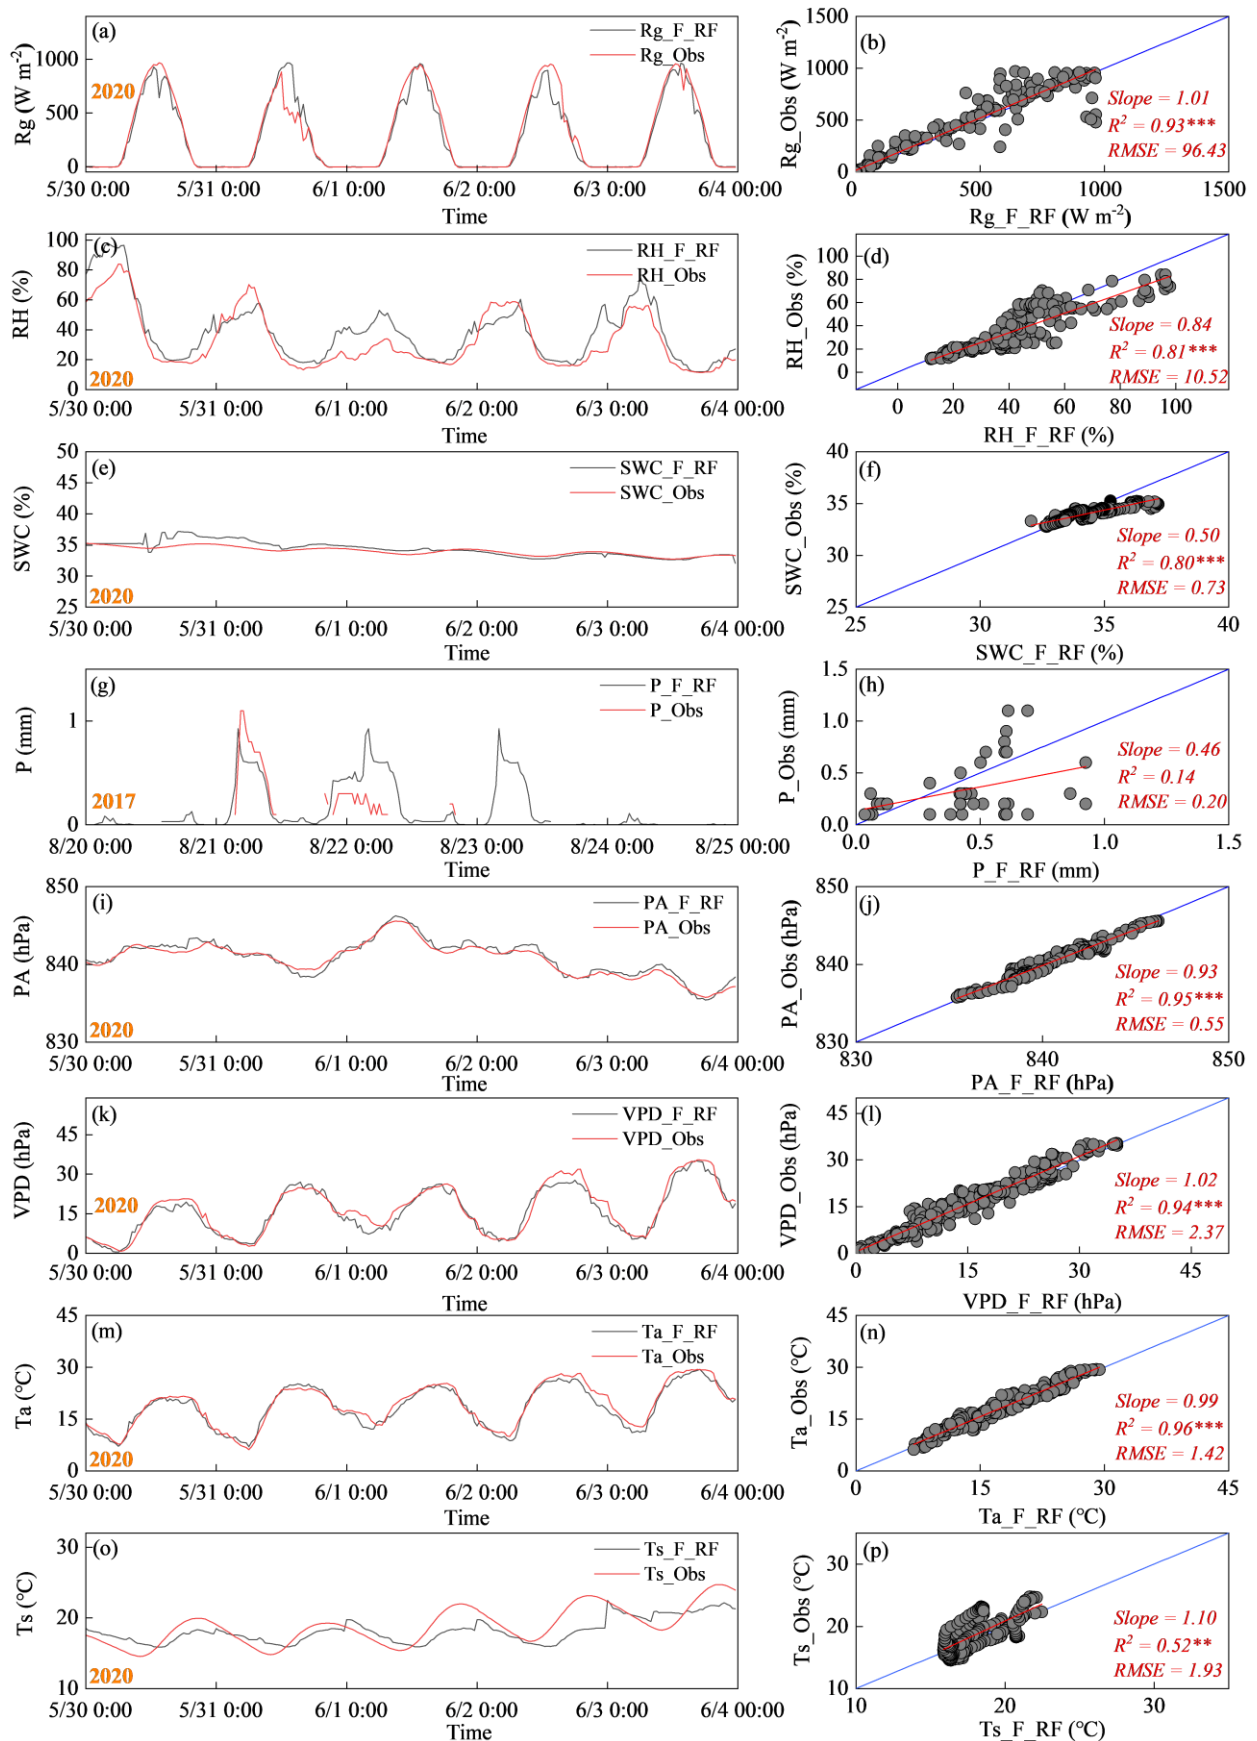 (a)
Rg_F_RF
Rg_Obs
2020
Rg (W m-2)
1000
500
0
5/30 0:00 5/31 0:00 6/1 0:00 6/2 0:00 6/3 0:00 6/4 00:00
Time
(b)
Rg_Obs (W m-2)
1500
1000
500
0
Slope = 1.01
R2 = 0.93***
RMSE = 96.43
0 500 1000 1500
Rg_F_RF (W m-2)
(c)
RH_F_RF
RH_Obs
2020
RH (%)
100
80
60
40
20
0
5/30 0:00 5/31 0:00 6/1 0:00 6/2 0:00 6/3 0:00 6/4 00:00
Time
(d)
RH_Obs (%)
80
60
40
20
0
Slope = 0.84
R2 = 0.81***
RMSE = 10.52
0 20 40 60 80 100
RH_F_RF (%)
(e)
SWC_F_RF
SWC_Obs
2020
SWC (%)
50
45
40
35
30
25
5/30 0:00 5/31 0:00 6/1 0:00 6/2 0:00 6/3 0:00 6/4 00:00
Time
(f)
SWC_Obs (%)
40
35
30
25
Slope = 0.50
R2 = 0.80***
RMSE = 0.73
25 30 35 40
SWC_F_RF (%)
(g)
P_F_RF
P_Obs
2017
P (mm)
1
0
8/20 0:00 8/21 0:00 8/22 0:00 8/23 0:00 8/24 0:00 8/25 00:00
Time
(h)
P_Obs (mm)
1.5
1.0
0.5
0.0
Slope = 0.46
R2 = 0.14
RMSE = 0.20
0.0 0.5 1.0 1.5
P_F_RF (mm)
(i)
PA_F_RF
PA_Obs
2020
PA (hPa)
850
840
830
5/30 0:00 5/31 0:00 6/1 0:00 6/2 0:00 6/3 0:00 6/4 00:00
Time
(j)
PA_Obs (hPa)
850
840
830
Slope = 0.93
R2 = 0.95***
RMSE = 0.55
830 840 850
PA_F_RF (hPa)
(k)
VPD_F_RF
VPD_Obs
2020
VPD (hPa)
45
30
15
0
5/30 0:00 5/31 0:00 6/1 0:00 6/2 0:00 6/3 0:00 6/4 00:00
Time
(l)
VPD_Obs (hPa)
45
30
15
0
Slope = 1.02
R2 = 0.94***
RMSE = 2.37
0 15 30 45
VPD_F_RF (hPa)
(m)
Ta_F_RF
Ta_Obs
2020
Ta (℃)
45
30
15
0
5/30 0:00 5/31 0:00 6/1 0:00 6/2 0:00 6/3 0:00 6/4 00:00
Time
(n)
Ta_Obs (℃)
45
30
15
0
Slope = 0.99
R2 = 0.96***
RMSE = 1.42
0 15 30 45
Ta_F_RF (℃)
(o)
Ts_F_RF
Ts_Obs
2020
Ts (℃)
30
20
10
5/30 0:00 5/31 0:00 6/1 0:00 6/2 0:00 6/3 0:00 6/4 00:00
Time
(p)
Ts_Obs (℃)
30
20
10
Slope = 1.10
R2 = 0.52**
RMSE = 1.93
10 20 30
Ts_F_RF (℃)